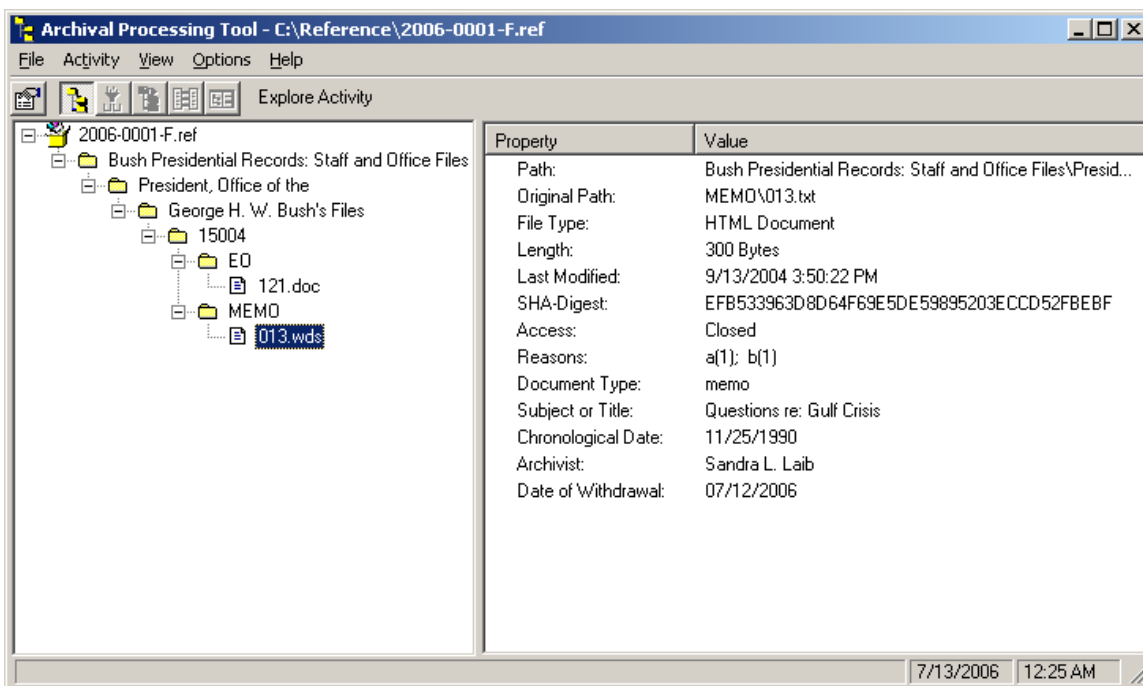 Archival Processing Tool - C:\Reference\2006-0001-F.ref
File Activity View Options Help
Explore Activity
2006-0001-F.ref
Bush Presidential Records: Staff and Office Files
President, Office of the
George H. W. Bush's Files
15004
EO
121.doc
MEMO
013.wds
Property Value
Path: Bush Presidential Records: Staff and Office Files\Presid...
Original Path: MEMO\013.txt
File Type: HTML Document
Length: 300 Bytes
Last Modified: 9/13/2004 3:50:22 PM
SHA-Digest: EFB533963D8D64F69E5DE59895203ECCD52FBEBF
Access: Closed
Reasons: a(1); b(1)
Document Type: memo
Subject or Title: Questions re: Gulf Crisis
Chronological Date: 11/25/1990
Archivist: Sandra L. Laib
Date of Withdrawal: 07/12/2006
7/13/2006 12:25 AM